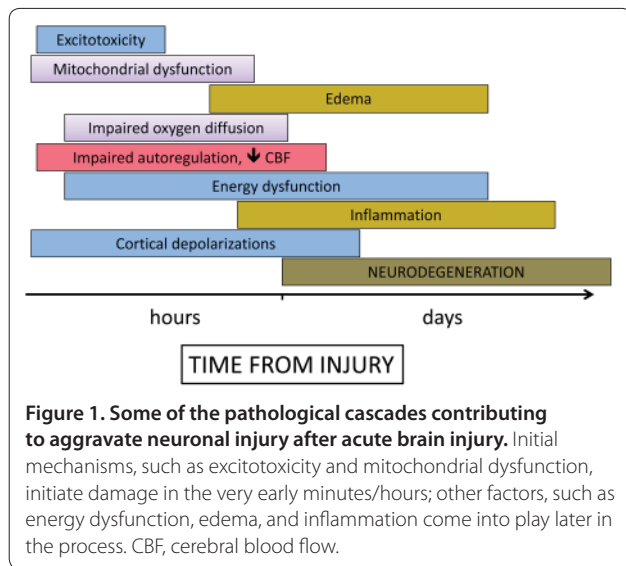 Excitotoxicity
Mitochondrial dysfunction
Edema
Impaired oxygen diffusion
Impaired autoregulation, 🡇 CBF
Energy dysfunction
Inflammation
Cortical depolarizations
NEURODEGENERATION
hours days
TIME FROM INJURY
Figure 1. Some of the pathological cascades contributing
to aggravate neuronal injury after acute brain injury. Initial
mechanisms, such as excitotoxicity and mitochondrial dysfunction,
initiate damage in the very early minutes/hours; other factors, such as
energy dysfunction, edema, and inflammation come into play later in
the process. CBF, cerebral blood flow.